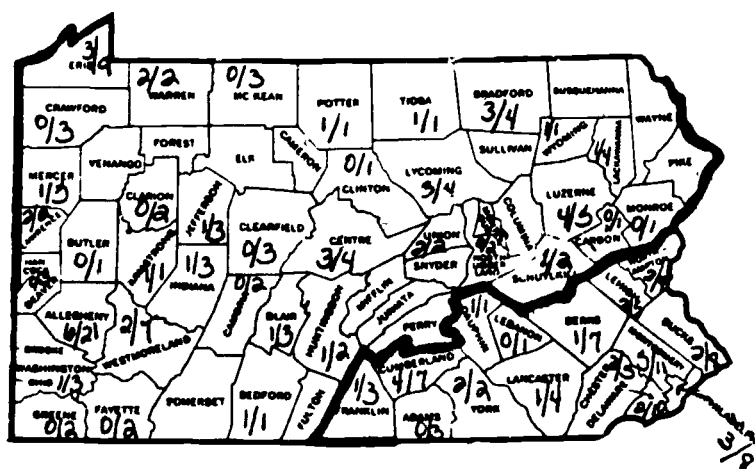 ERIE 3/9
2/2 WARREN
0/3 MC KEAN
POTTER 1/1
TIOGA 1/1
BRADFORD 3/4
SUSQUEHANNA
WAYNE
CRAWFORD 0/3
FOREST
ELK
CAMERON
0/1 CLINTON
LYCOMING 3/4
SULLIVAN
1/1 WYOMING
PIKE
MERCER 1/3
VENANGO
CLARION 0/2
JEFFERSON 1/3
CLEARFIELD 0/3
CENTRE 3/4
UNION 2/2
SNYDER
COLUMBIA
LUZERNE 4/5
0/1 CARBON
MONROE 0/1
LAWRENCE
BUTLER 0/1
ARMSTRONG 1/1
1/3 INDIANA
CAMBRIA 0/2
BLAIR 1/3
HUNTINGDON 1/2
MIFFLIN
JUNIATA
PERRY
1/1 DAUPHIN
1/2 SCHUYLKILL
BEAVER
ALLEGHENY 6/21
WESTMORELAND
WASHINGTON 1/3
GREENE 0/2
FAYETTE 0/2
SOMERSET
BEDFORD 1/1
FULTON
1/3 FRANKLIN
CUMBERLAND 4/7
ADAMS 0/3
2/2 YORK
LEBANON 0/1
LANCASTER 1/4
BERKS 1/7
LEHIGH
BUCKS
MONTGOMERY
CHESTER
DELAWARE
3/8